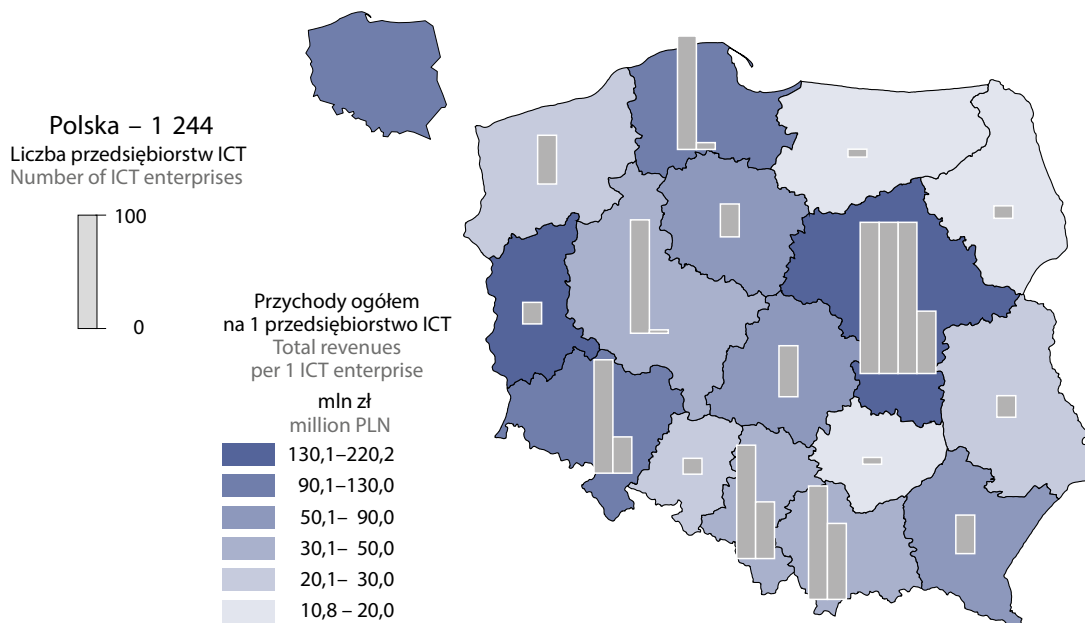 Polska – 1 244
Liczba przedsiębiorstw ICT
Number of ICT enterprises
100
0
Przychody ogółem
na 1 przedsiębiorstwo ICT
Total revenues
per 1 ICT enterprise
mln zł
million PLN
130,1–220,2
90,1–130,0
50,1– 90,0
30,1– 50,0
20,1– 30,0
10,8 – 20,0